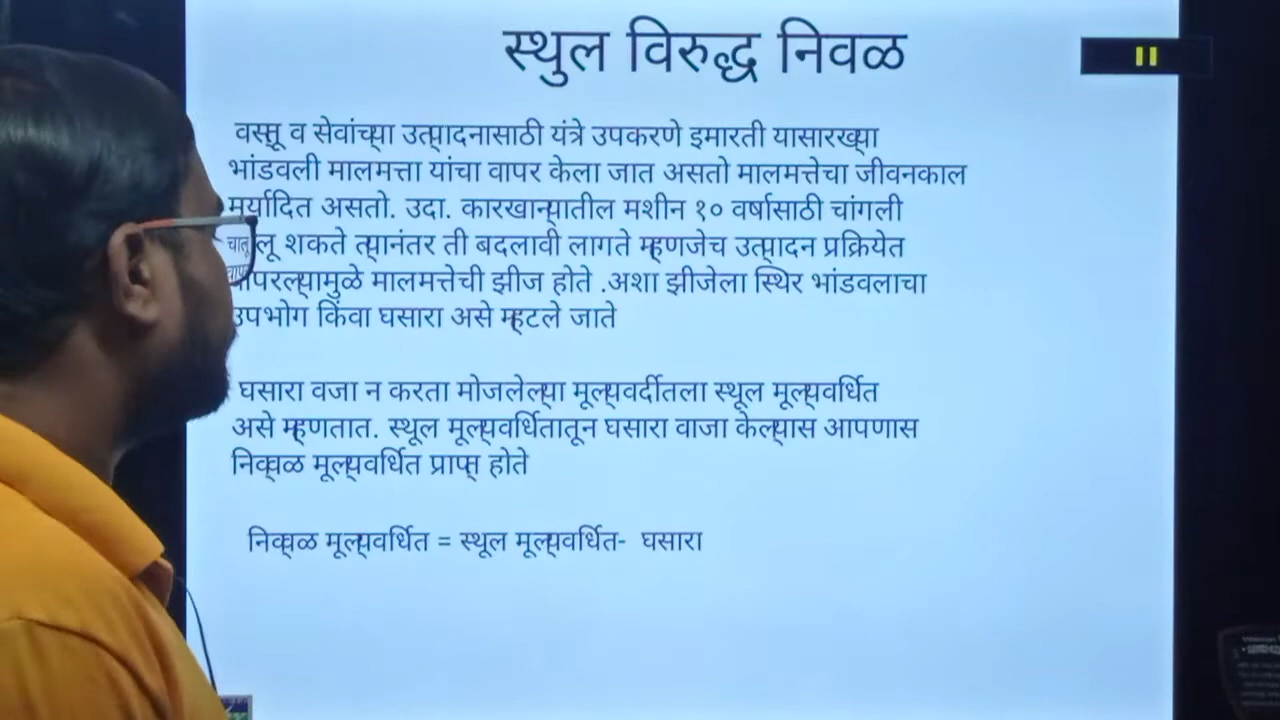 स्थुल विरुद्ध निवळ
वस्तू व सेवांच्या उत्पादनासाठी यंत्रे उपकरणे इमारती यासारख्या
भांडवली मालमत्ता यांचा वापर केला जात असतो मालमत्तेचा जीवनकाल
मर्यादित असतो. उदा. कारखान्यातील मशीन १० वर्षासाठी चांगली
चालू शकते त्यानंतर ती बदलावी लागते म्हणजेच उत्पादन प्रक्रियेत
वापरल्यामुळे मालमत्तेची झीज होते .अशा झीजेला स्थिर भांडवलाचा
उपभोग किंवा घसारा असे म्हटले जाते
घसारा वजा न करता मोजलेल्या मूल्यवर्दीतला स्थूल मूल्यवर्धित
असे म्हणतात. स्थूल मूल्यवर्धितातून घसारा वाजा केल्यास आपणास
निव्वळ मूल्यवर्धित प्राप्त होते
निव्वळ मूल्यवर्धित = स्थूल मूल्यवर्धित- घसारा